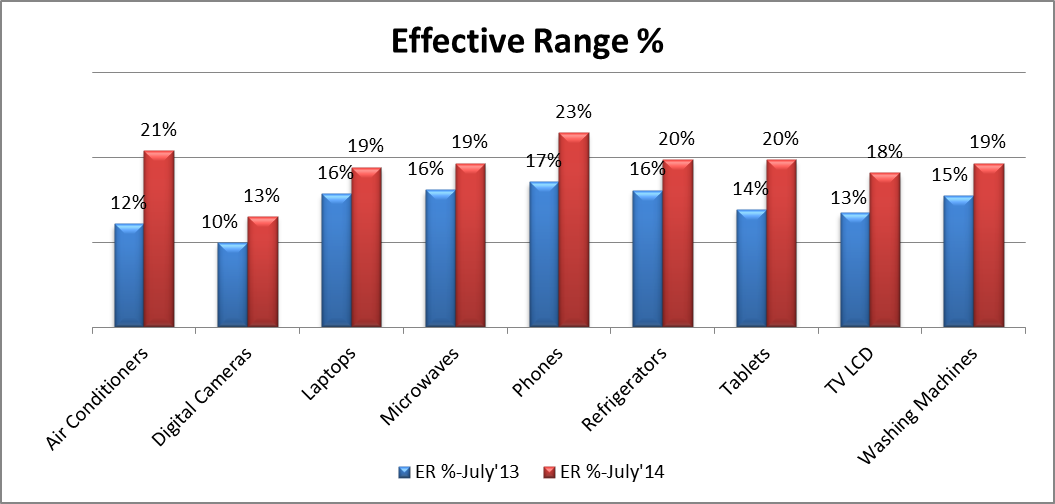 Effective Range %
12% 21% 10% 13% 16% 19% 16% 19% 17% 23% 16% 20% 14% 20% 13% 18% 15% 19%
Air Conditioners
Digital Cameras
Laptops
Microwaves
Phones
Refrigerators
Tablets
TV LCD
Washing Machines
ER %-July'13 ER %-July'14